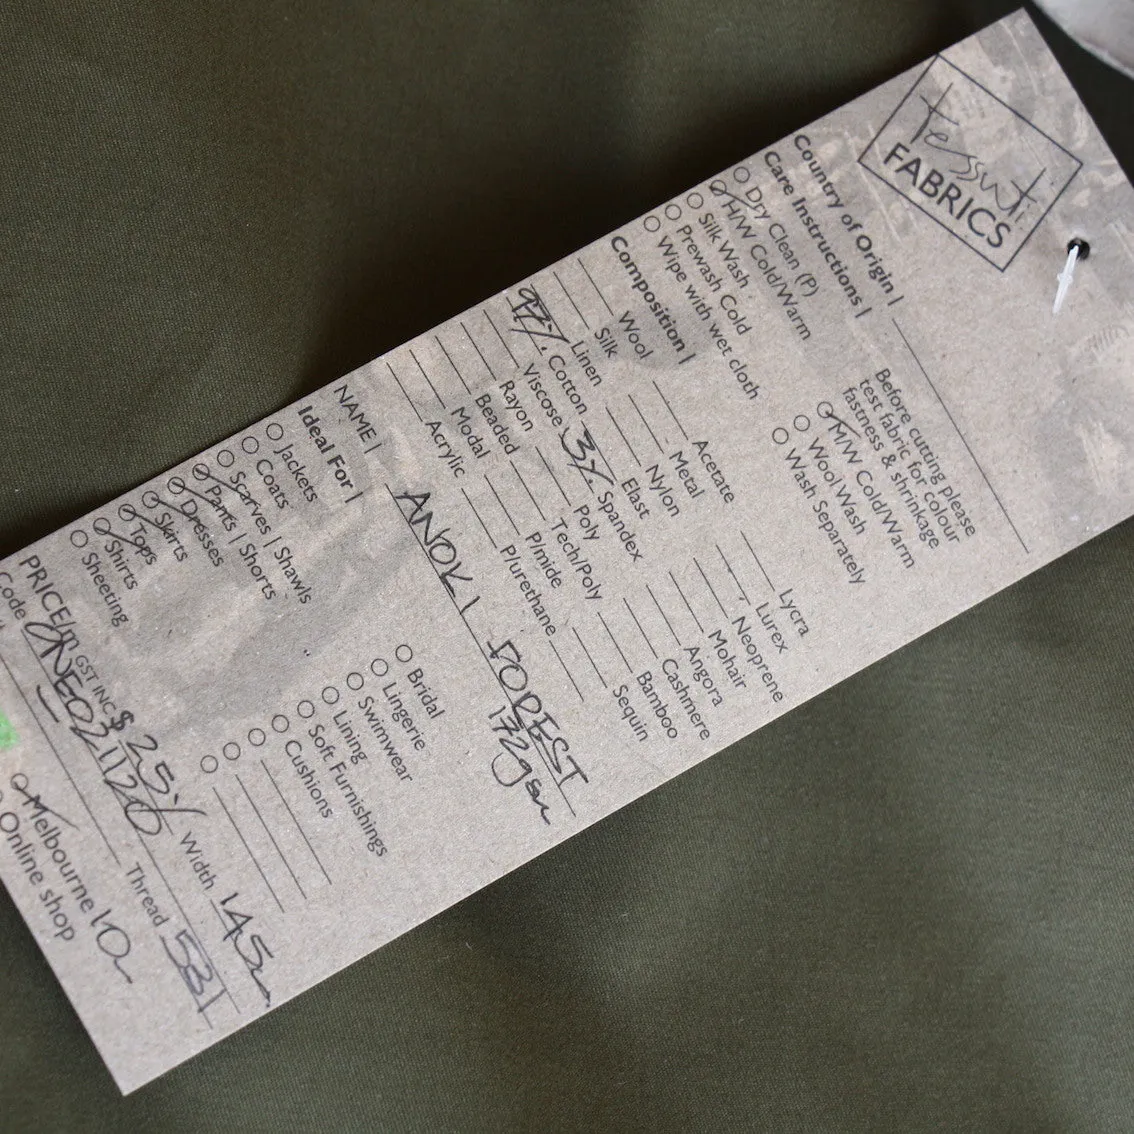 Tessuti
FABRICS
Country of Origin |
Care Instructions |
Before cutting please
test fabric for colour
fastness & shrinkage
Dry Clean (P)
H/W Cold/Warm
Silk Wash
Prewash Cold
Wipe with wet cloth
M/W Cold/Warm
Wool Wash
Wash Separately
Composition |
Wool Acetate Lycra
Silk Metal Lurex
Linen Nylon Neoprene
97% Cotton Elast Mohair
Viscose 3% Spandex Angora
Rayon Poly Cashmere
Beaded Tech/Poly Bamboo
Modal P/mide Sequin
Acrylic P/urethane
NAME | ANOKI FOREST
172gsm
Ideal For |
Jackets Bridal
Coats Lingerie
Scarves | Shawls Swimwear
Pants | Shorts Lining
Dresses Soft Furnishings
Skirts Cushions
Tops
Shirts
Sheeting
PRICE/m GST INC $ 25 Width 145
Code Thread 531
Melbourne 10
Online shop